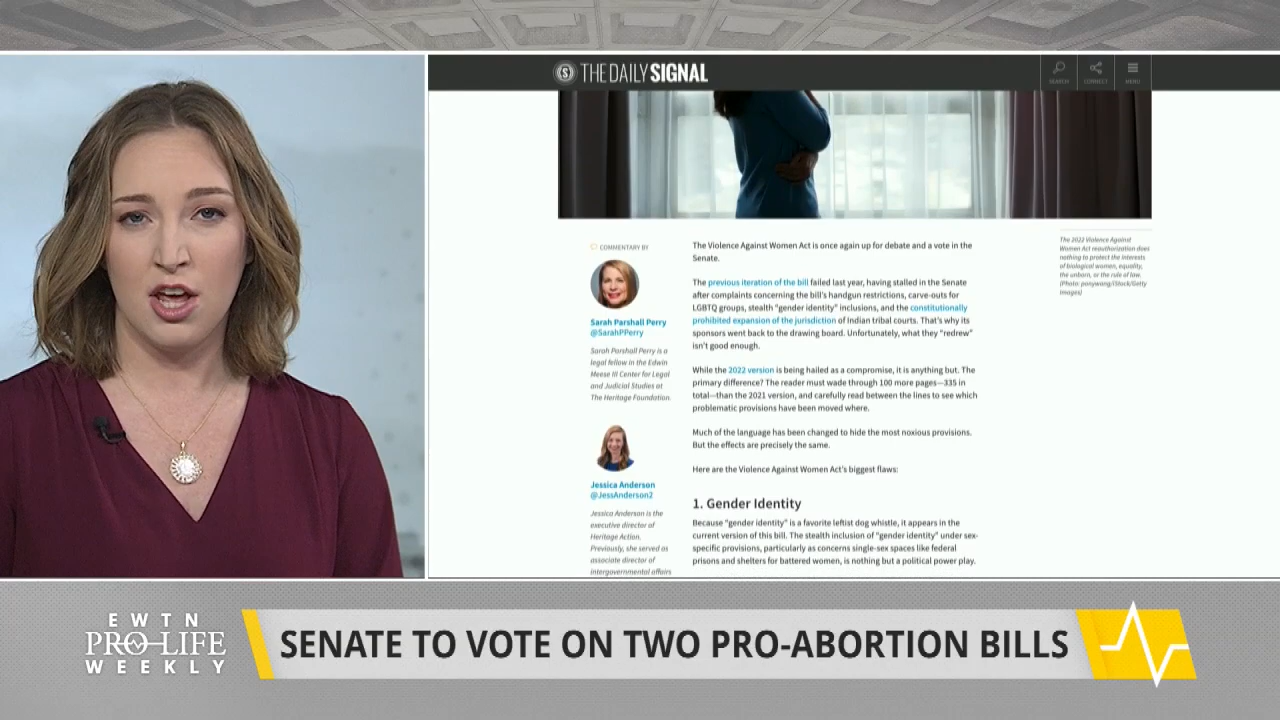 THE DAILY SIGNAL
SEARCH
CONNECT
MENU
COMMENTARY BY
Sarah Parshall Perry
@SarahPPerry
Sarah Parshall Perry is a
legal fellow in the Edwin
Meese III Center for Legal
and Judicial Studies at
The Heritage Foundation.
Jessica Anderson
@JessAnderson2
Jessica Anderson is the
executive director of
Heritage Action.
Previously, she served as
associate director of
intergovernmental affairs
The Violence Against Women Act is once again up for debate and a vote in the
Senate.
The previous iteration of the bill failed last year, having stalled in the Senate
after complaints concerning the bill's handgun restrictions, carve-outs for
LGBTQ groups, stealth "gender identity" inclusions, and the constitutionally
prohibited expansion of the jurisdiction of Indian tribal courts. That's why its
sponsors went back to the drawing board. Unfortunately, what they "redrew"
isn't good enough.
While the 2022 version is being hailed as a compromise, it is anything but. The
primary difference? The reader must wade through 100 more pages—335 in
total—than the 2021 version, and carefully read between the lines to see which
problematic provisions have been moved where.
Much of the language has been changed to hide the most noxious provisions.
But the effects are precisely the same.
Here are the Violence Against Women Act's biggest flaws:
1. Gender Identity
Because "gender identity" is a favorite leftist dog whistle, it appears in the
current version of this bill. The stealth inclusion of "gender identity" under sex-
specific provisions, particularly as concerns single-sex spaces like federal
prisons and shelters for battered women, is nothing but a political power play.
The 2022 Violence Against
Women Act reauthorization does
nothing to protect the interests
of biological women, equality,
the unborn, or the rule of law.
(Photo: ponywang/iStock/Getty
Images)
EWTN
PRO-LIFE
WEEKLY
SENATE TO VOTE ON TWO PRO-ABORTION BILLS